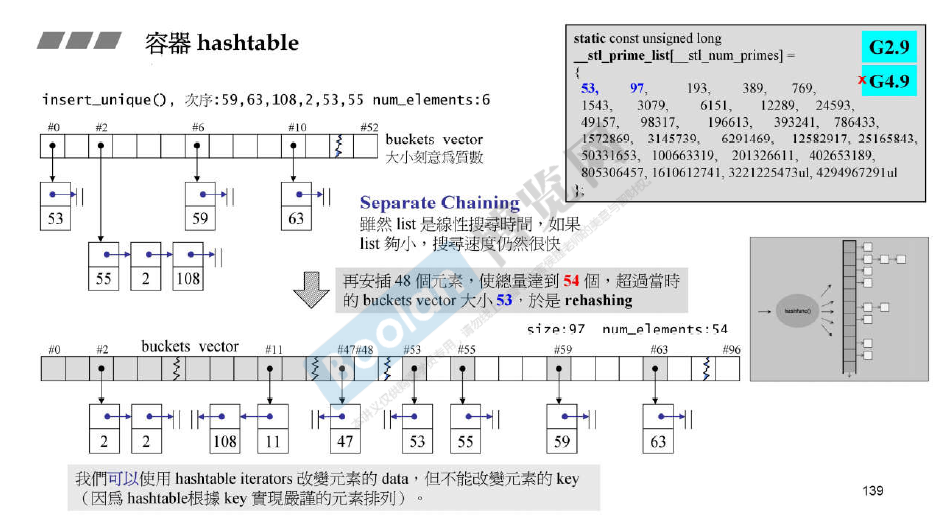 容器 hashtable
static const unsigned long
__stl_prime_list[__stl_num_primes] =
{
53, 97, 193, 389, 769,
1543, 3079, 6151, 12289, 24593,
49157, 98317, 196613, 393241, 786433,
1572869, 3145739, 6291469, 12582917, 25165843,
50331653, 100663319, 201326611, 402653189,
805306457, 1610612741, 3221225473ul, 4294967291ul
};
G2.9
x G4.9
insert_unique(), 次序:59,63,108,2,53,55 num_elements:6
#0 #2 #6 #10 #52
buckets vector
大小刻意爲質數
53 59 63
55 2 108
Separate Chaining
雖然 list 是線性搜尋時間，如果
list 夠小，搜尋速度仍然很快
再安插 48 個元素，使總量達到 54 個，超過當時
的 buckets vector 大小 53，於是 rehashing
size:97 num_elements:54
hashfunc()
buckets vector
#0 #2 #11 #47 #48 #53 #55 #59 #63 #96
2 2 108 11 47 53 55 59 63
我們可以使用 hashtable iterators 改變元素的 data，但不能改變元素的 key
（因爲 hashtable根據 key 實現嚴謹的元素排列）。
139
Boolan
博览网